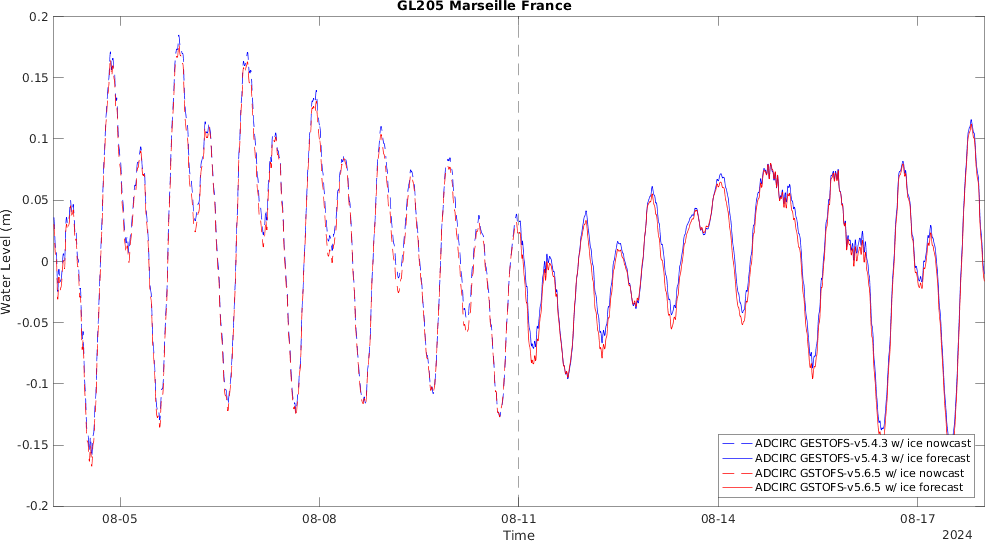 GL205 Marseille France
0.2
0.15
0.1
0.05
0
-0.05
-0.1
-0.15
-0.2
Water Level (m)
ADCIRC GESTOFS-v5.4.3 w/ ice nowcast
ADCIRC GESTOFS-v5.4.3 w/ ice forecast
ADCIRC GSTOFS-v5.6.5 w/ ice nowcast
ADCIRC GSTOFS-v5.6.5 w/ ice forecast
08-05 08-08 08-11 08-14 08-17
Time
2024